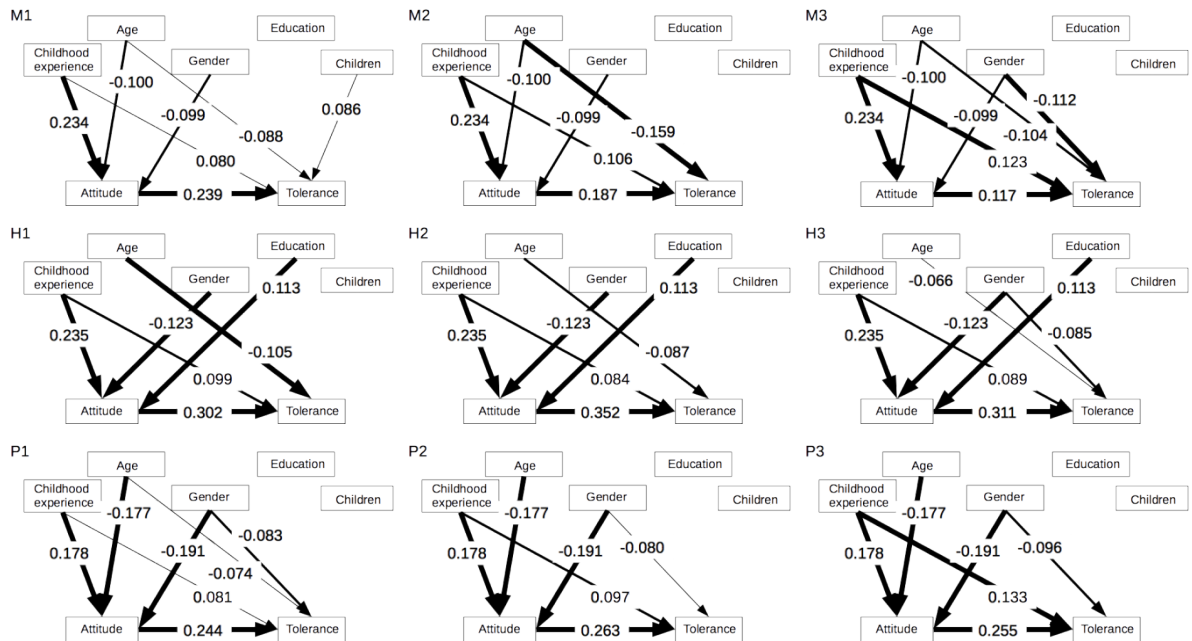 M1
Age
Education
Childhood
experience
Gender
Children
-0.100
0.086
-0.099
0.234
-0.088
0.080
Attitude
0.239
Tolerance
M2
Age
Education
Childhood
experience
Gender
Children
-0.100
-0.099
0.234
-0.159
0.106
Attitude
0.187
Tolerance
M3
Age
Education
Childhood
experience
Gender
Children
-0.100
-0.112
-0.099
0.234
-0.104
0.123
Attitude
0.117
Tolerance
H1
Age
Education
Childhood
experience
Gender
Children
0.113
-0.123
0.235
-0.105
0.099
Attitude
0.302
Tolerance
H2
Age
Education
Childhood
experience
Gender
Children
0.113
-0.123
0.235
-0.087
0.084
Attitude
0.352
Tolerance
H3
Age
Education
Childhood
experience
-0.066
Gender
Children
0.113
-0.123
-0.085
0.235
0.089
Attitude
0.311
Tolerance
P1
Age
Education
Childhood
experience
Gender
Children
-0.177
-0.083
0.178
-0.191
-0.074
0.081
Attitude
0.244
Tolerance
P2
Age
Education
Childhood
experience
Gender
Children
-0.177
0.178
-0.191
-0.080
0.097
Attitude
0.263
Tolerance
P3
Age
Education
Childhood
experience
Gender
Children
-0.177
0.178
-0.191
-0.096
0.133
Attitude
0.255
Tolerance